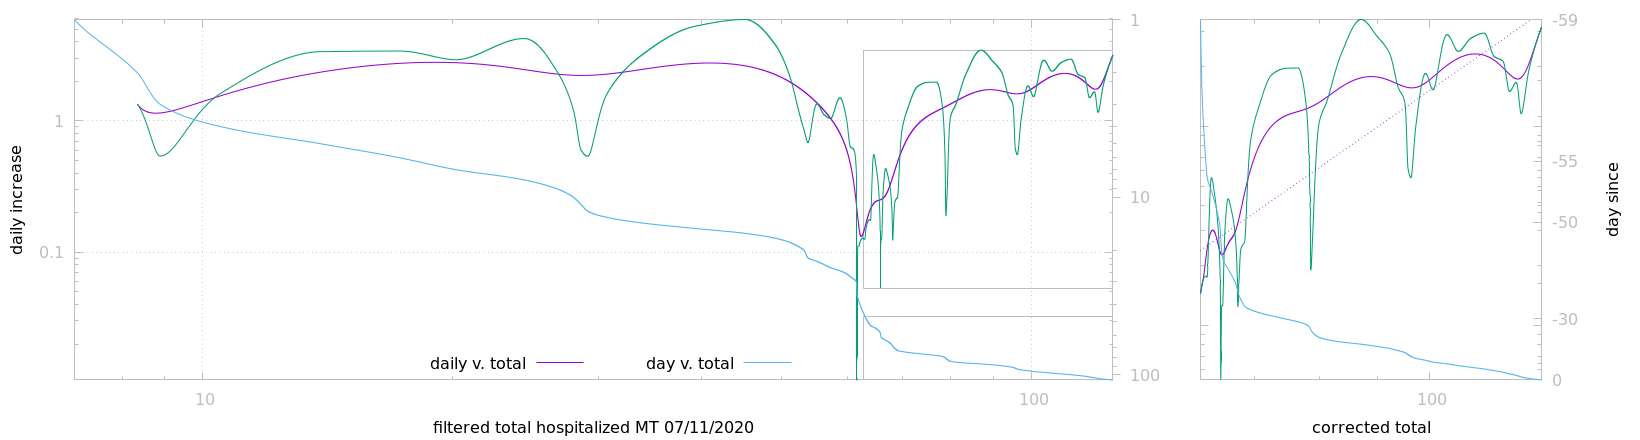 1
0.1
daily increase
10
100
1
10
100
daily v. total
day v. total
filtered total hospitalized MT 07/11/2020
-59
-55
-50
-30
0
day since
100
corrected total